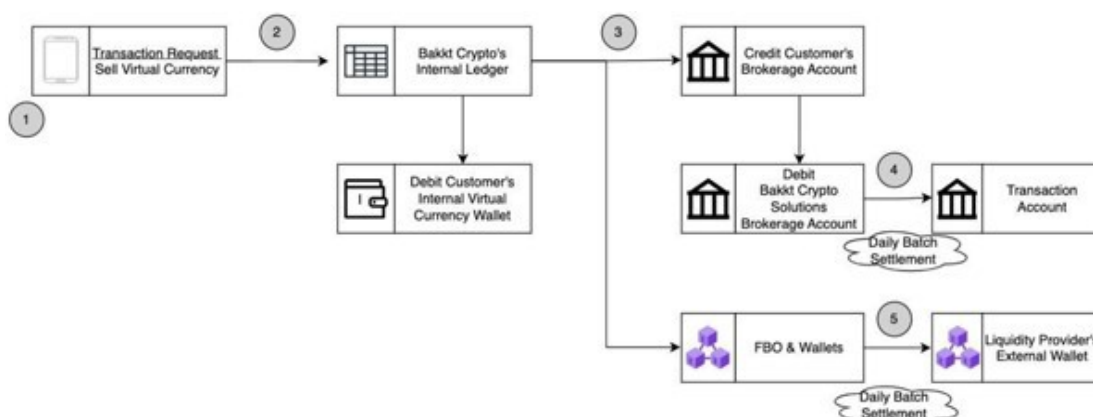 1
Transaction Request
Sell Virtual Currency
2
Bakkt Crypto's
Internal Ledger
3
Credit Customer's
Brokerage Account
Debit Customer's
Internal Virtual
Currency Wallet
Debit
Bakkt Crypto
Solutions
Brokerage Account
4
Transaction
Account
Daily Batch
Settlement
FBO & Wallets
5
Liquidity Provider's
External Wallet
Daily Batch
Settlement